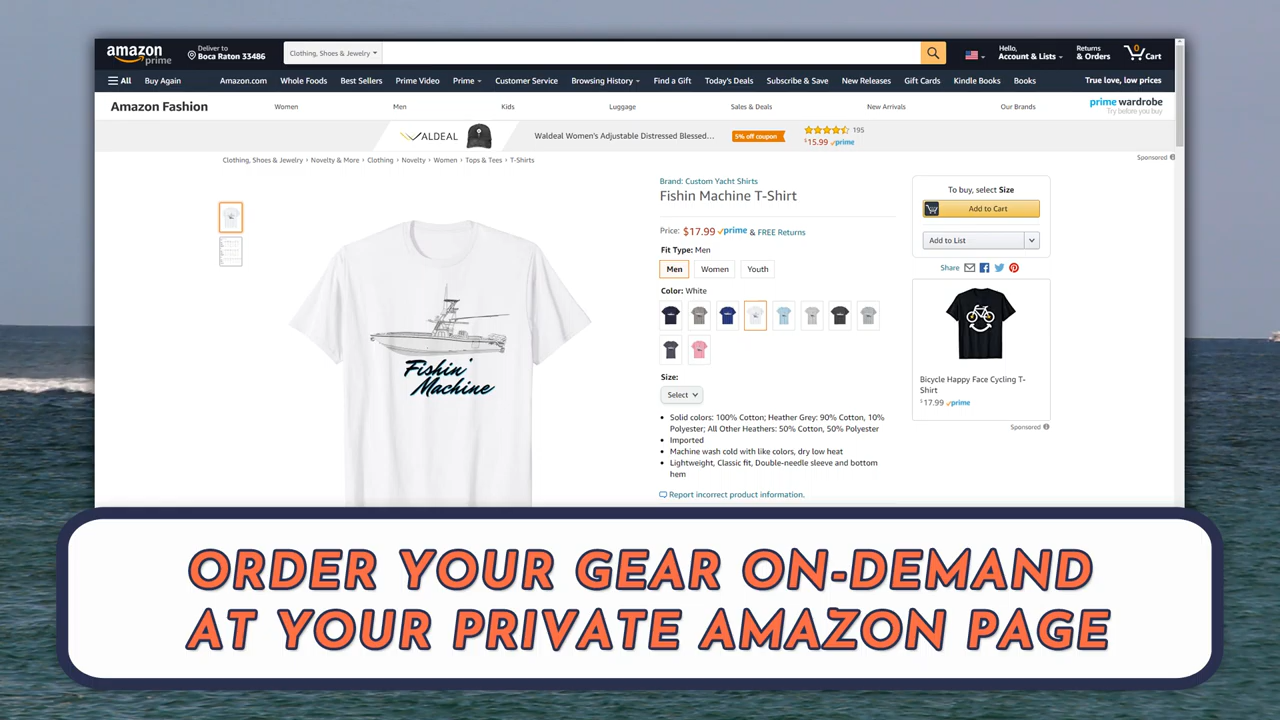 amazon
prime
Deliver to
Boca Raton 33486
Clothing, Shoes & Jewelry
Hello,
Account & Lists
Returns
& Orders
0
Cart
All
Buy Again
Amazon.com
Whole Foods
Best Sellers
Prime Video
Prime
Customer Service
Browsing History
Find a Gift
Today's Deals
Subscribe & Save
New Releases
Gift Cards
Kindle Books
Books
True love, low prices
Amazon Fashion
Women
Men
Kids
Luggage
Sales & Deals
New Arrivals
Our Brands
prime wardrobe
Try before you buy
WALDEAL
Waldeal Women's Adjustable Distressed Blessed...
5% off coupon
195
$15.99 prime
Sponsored
Clothing, Shoes & Jewelry › Novelty & More › Clothing › Novelty › Women › Tops & Tees › T-Shirts
Brand: Custom Yacht Shirts
Fishin Machine T-Shirt
Price: $17.99 prime & FREE Returns
Fit Type: Men
Men
Women
Youth
Color: White
Size:
Select
• Solid colors: 100% Cotton; Heather Grey: 90% Cotton, 10%
Polyester; All Other Heathers: 50% Cotton, 50% Polyester
• Imported
• Machine wash cold with like colors, dry low heat
• Lightweight, Classic fit, Double-needle sleeve and bottom
hem
Report incorrect product information.
To buy, select Size
Add to Cart
Add to List
Share
Bicycle Happy Face Cycling T-
Shirt
$17.99 prime
Sponsored
Fishin'
Machine
ORDER YOUR GEAR ON-DEMAND
AT YOUR PRIVATE AMAZON PAGE